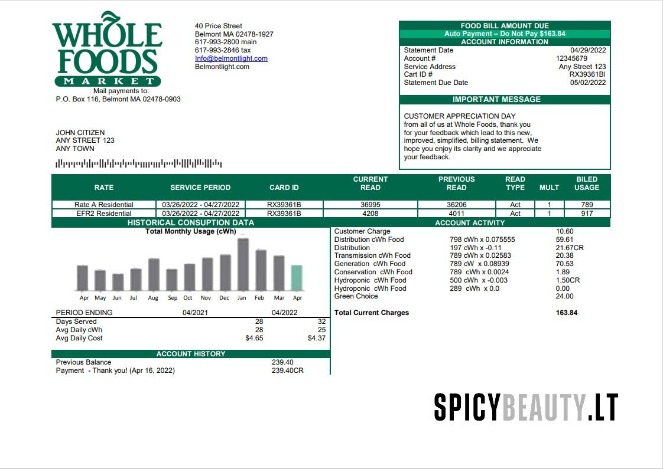 WHOLE
FOODS
MARKET
Mail payments to:
P.O. Box 116, Belmont MA 02478-0903
40 Price Street
Belmont MA 02478-1927
617-993-2800 main
617-993-2846 tax
Info@belmontlight.com
Belmontlight.com
FOOD BILL AMOUNT DUE
Auto Payment – Do Not Pay $163.84
ACCOUNT INFORMATION
Statement Date 04/29/2022
Account # 12345679
Service Address Any Street 123
Cart ID # RX39361BI
Statement Due Date 05/02/2022
IMPORTANT MESSAGE
CUSTOMER APPRECIATION DAY
from all of us at Whole Foods, thank you
for your feedback which lead to this new,
improved, simplified, billing statement. We
hope you enjoy its clarity and we appreciate
your feedback.
JOHN CITIZEN
ANY STREET 123
ANY TOWN
RATE SERVICE PERIOD CARD ID CURRENT READ PREVIOUS READ READ TYPE MULT BILED USAGE
Rate A Residential 03/26/2022 - 04/27/2022 RX39361B 36995 36206 Act 1 789
EFR2 Residential 03/26/2022 - 04/27/2022 RX39361B 4208 4011 Act 1 917
HISTORICAL CONSUPTION DATA
Total Monthly Usage (cWh)
Apr May Jun Jul Aug Sep Oct Nov Dec Jan Feb Mar Apr
PERIOD ENDING 04/2021 04/2022
Days Served 28 32
Avg Daily cWh 28 25
Avg Daily Cost $4.65 $4.37
ACCOUNT HISTORY
Previous Balance 239.40
Payment - Thank you! (Apr 16, 2022) 239.40CR
ACCOUNT ACTIVITY
Customer Charge 10.60
Distribution cWh Food 798 cWh x 0.075555 59.61
Distribution 197 cWh x -0.11 21.67CR
Transmission cWh Food 789 cWh x 0.02583 20.38
Generation cWh Food 789 cW x 0.08939 70.53
Conservation cWh Food 789 cWh x 0.0024 1.89
Hydroponic cWh Food 500 cWh x -0.003 1.50CR
Hydroponic cWh Food 289 cWh x 0.0 0.00
Green Choice 24.00
Total Current Charges 163.84
SPICYBEAUTY.LT